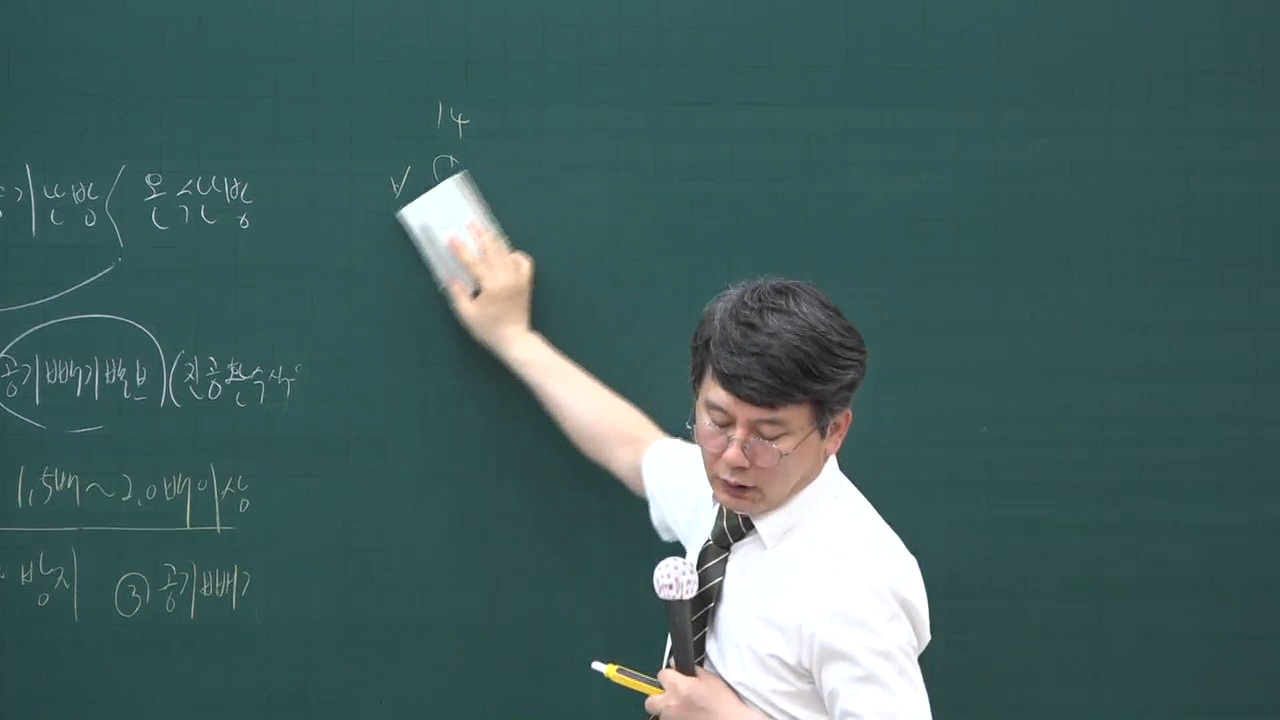 14
기난방 〈 온수난방
공기빼기밸브 (진공환수식
1,5배~2,0배이상
방지 ③ 공기빼기